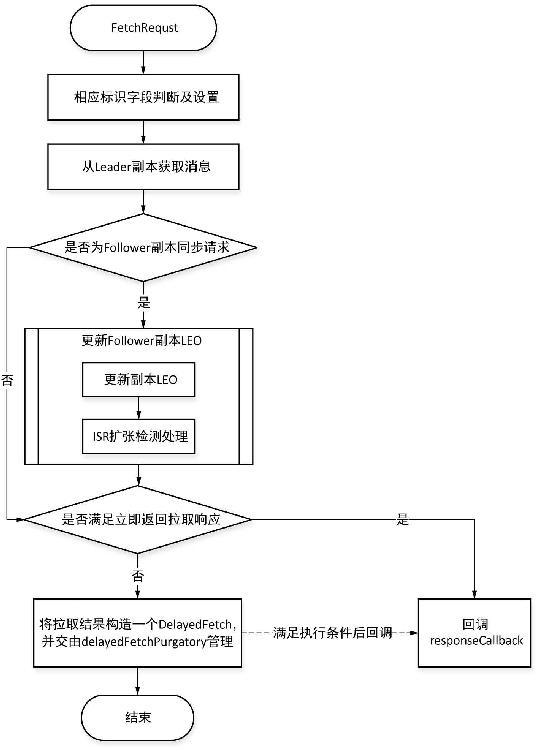 FetchRequst
相应标识字段判断及设置
从Leader副本获取消息
是否为Follower副本同步请求
是
更新Follower副本LEO
否
更新副本LEO
ISR扩张检测处理
是否满足立即返回拉取响应
是
否
将拉取结果构造一个DelayedFetch,
并交由delayedFetchPurgatory管理
满足执行条件后回调
回调
responseCallback
结束